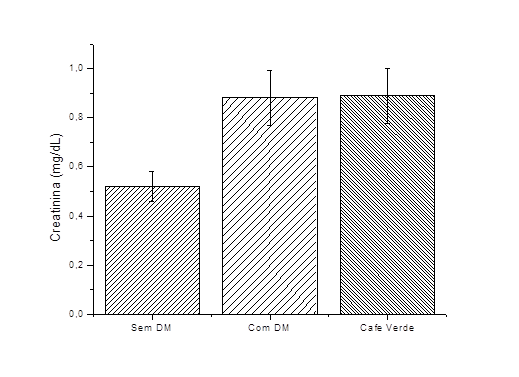 Creatinina (mg/dL)
1,0
0,8
0,6
0,4
0,2
0,0
Sem DM
Com DM
Cafe Verde